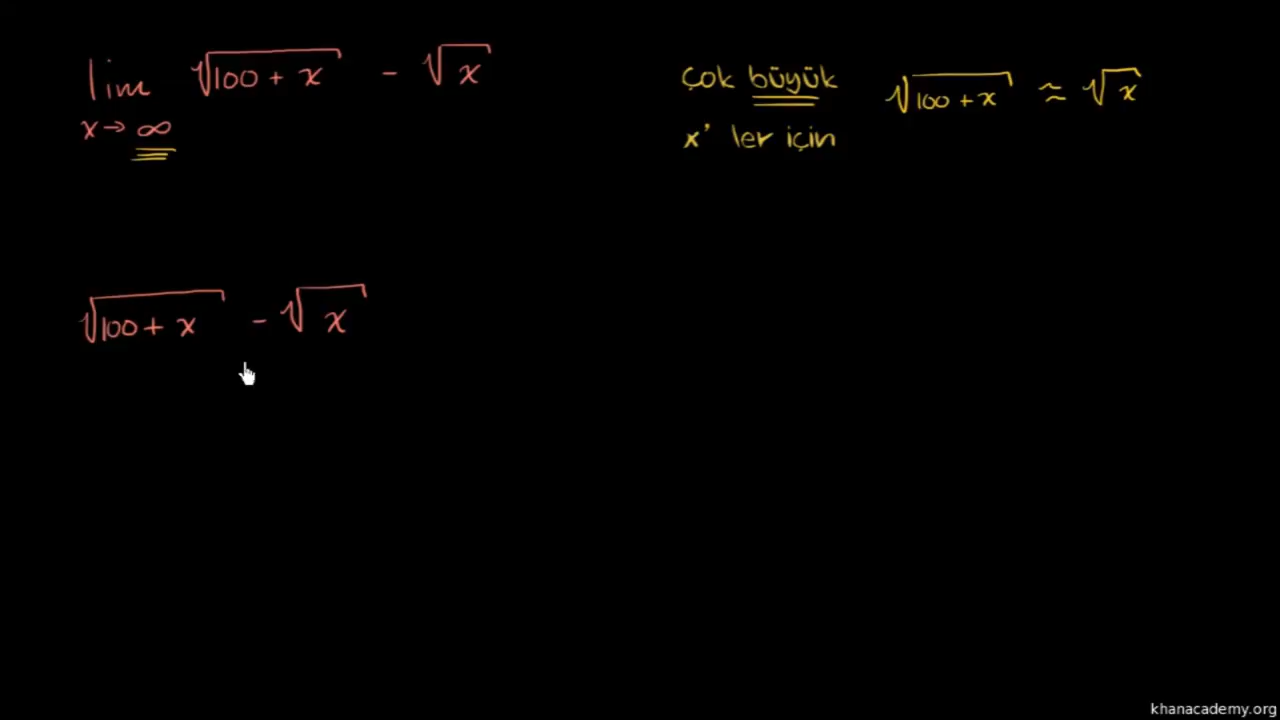 lim √(100 + x) - √x
x → ∞
çok büyük √(100 + x) ≈ √x
x' ler için
√(100 + x) - √x
khanacademy.org